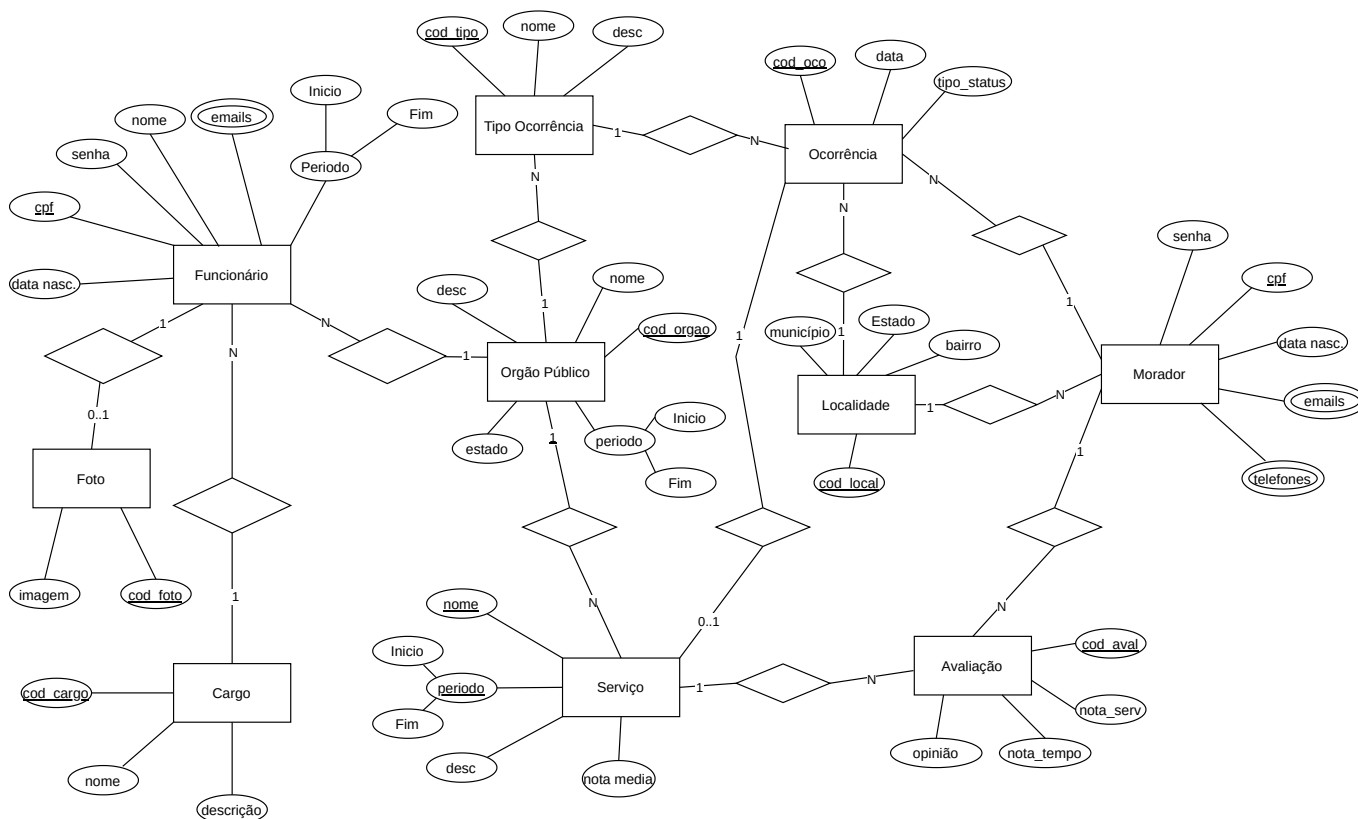 cod_tipo
nome
desc
cod_oco
data
tipo_status
Inicio
Fim
nome
emails
senha
Periodo
cpf
data nasc.
Funcionário
Tipo Ocorrência
1
N
Ocorrência
N
N
N
senha
cpf
data nasc.
emails
telefones
Morador
1
desc
nome
cod_orgao
Orgão Público
estado
periodo
Inicio
Fim
N
1
1
1
município
Estado
bairro
1
Localidade
cod_local
1
N
1
1
0..1
N
Foto
imagem
cod_foto
1
1
N
0..1
1
N
nome
Inicio
periodo
Fim
desc
nota media
Serviço
1
N
Avaliação
cod_aval
nota_serv
nota_tempo
opinião
cod_cargo
Cargo
nome
descrição